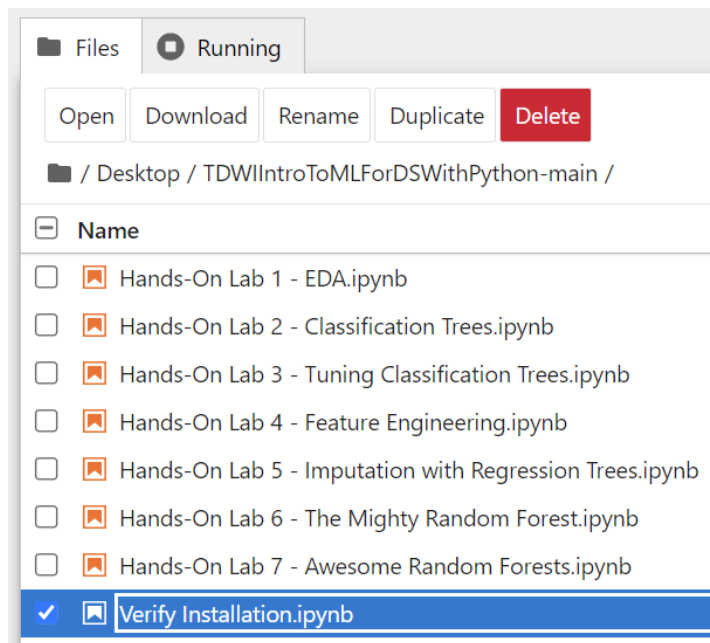 Files Running
Open Download Rename Duplicate Delete
/ Desktop / TDWIIntroToMLForDSWithPython-main /
Name
Hands-On Lab 1 - EDA.ipynb
Hands-On Lab 2 - Classification Trees.ipynb
Hands-On Lab 3 - Tuning Classification Trees.ipynb
Hands-On Lab 4 - Feature Engineering.ipynb
Hands-On Lab 5 - Imputation with Regression Trees.ipynb
Hands-On Lab 6 - The Mighty Random Forest.ipynb
Hands-On Lab 7 - Awesome Random Forests.ipynb
Verify Installation.ipynb